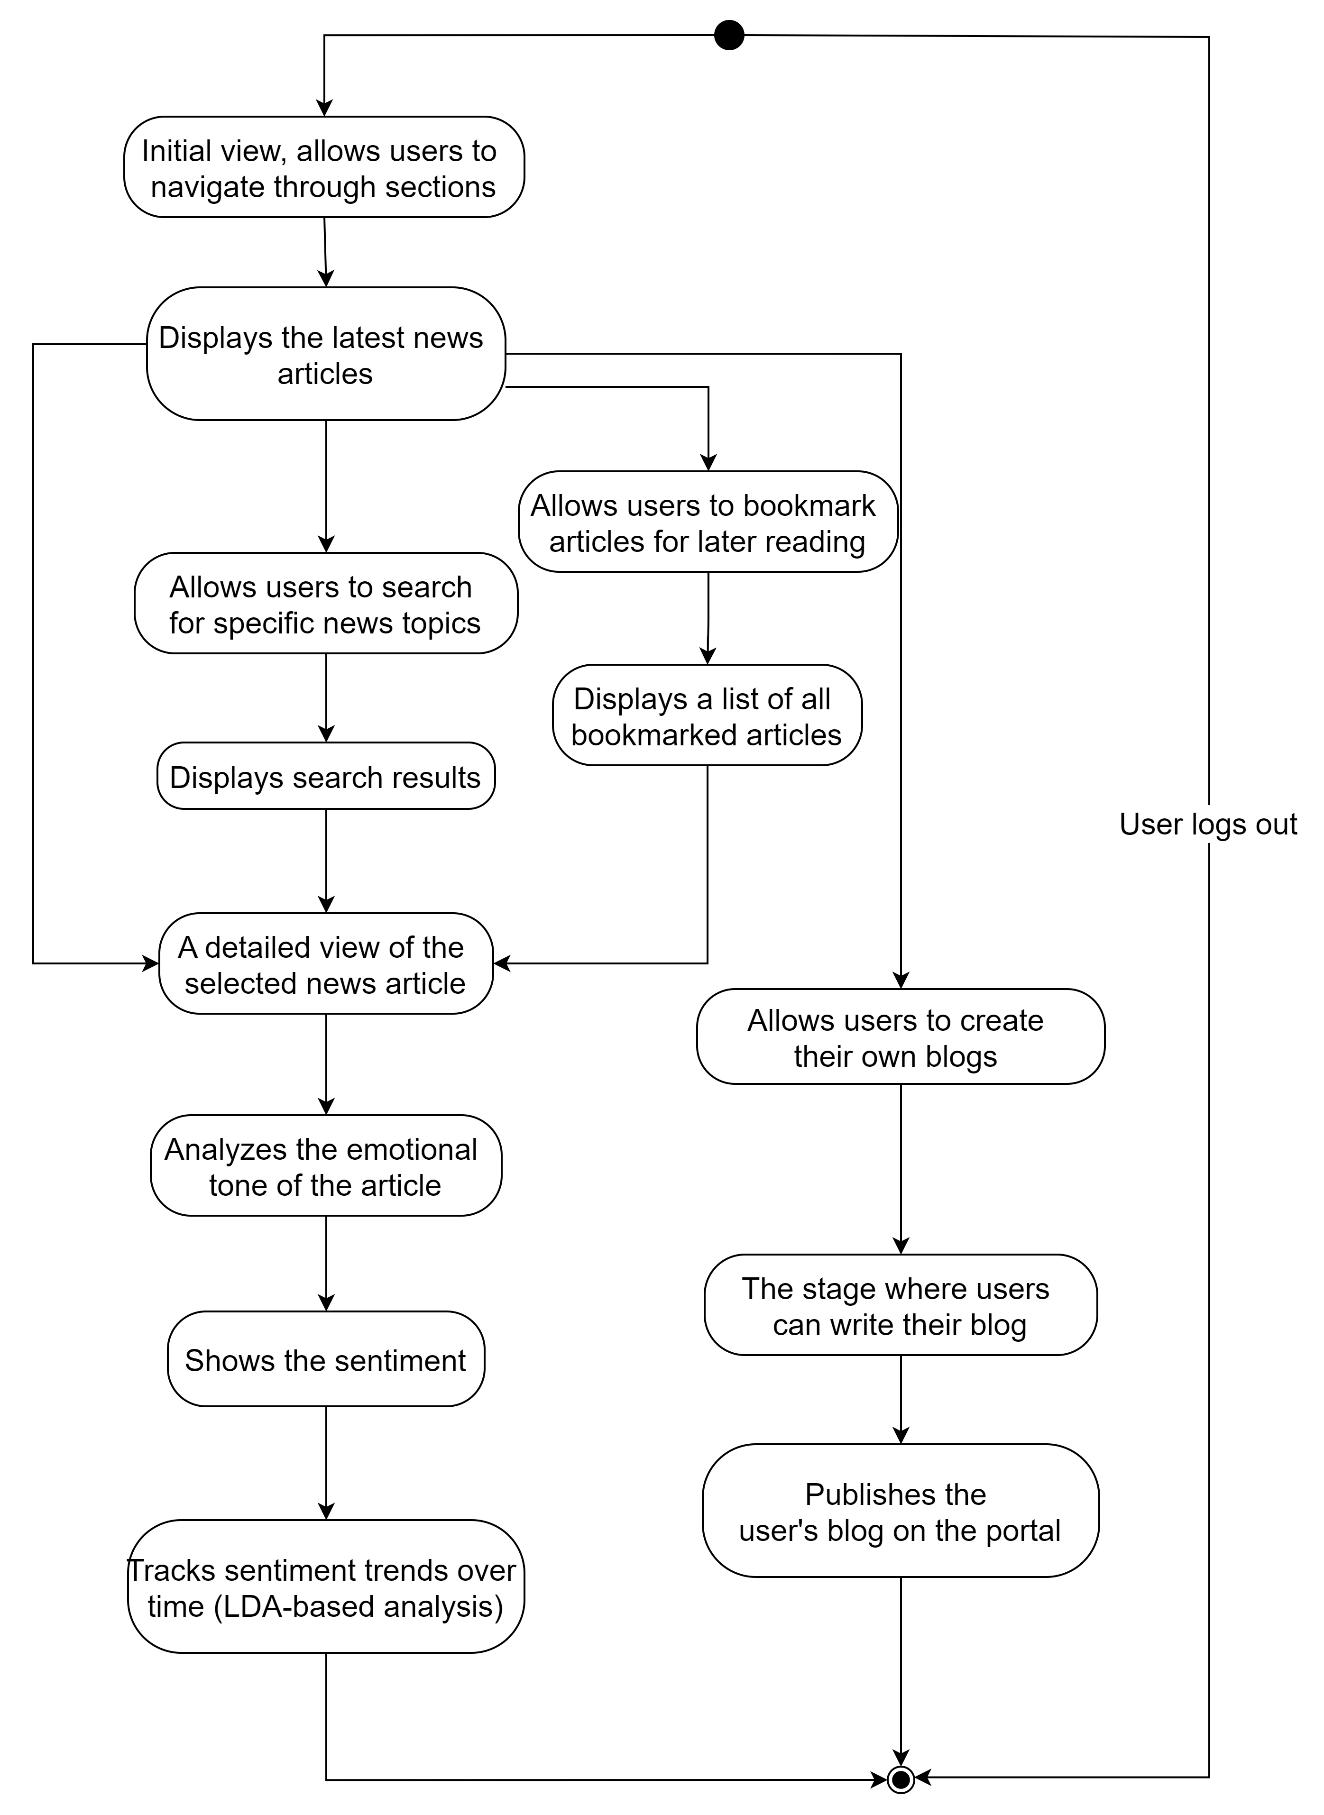 Initial view, allows users to
navigate through sections
Displays the latest news
articles
Allows users to bookmark
articles for later reading
Allows users to search
for specific news topics
Displays a list of all
bookmarked articles
Displays search results
User logs out
A detailed view of the
selected news article
Allows users to create
their own blogs
Analyzes the emotional
tone of the article
The stage where users
can write their blog
Shows the sentiment
Publishes the
user's blog on the portal
Tracks sentiment trends over
time (LDA-based analysis)